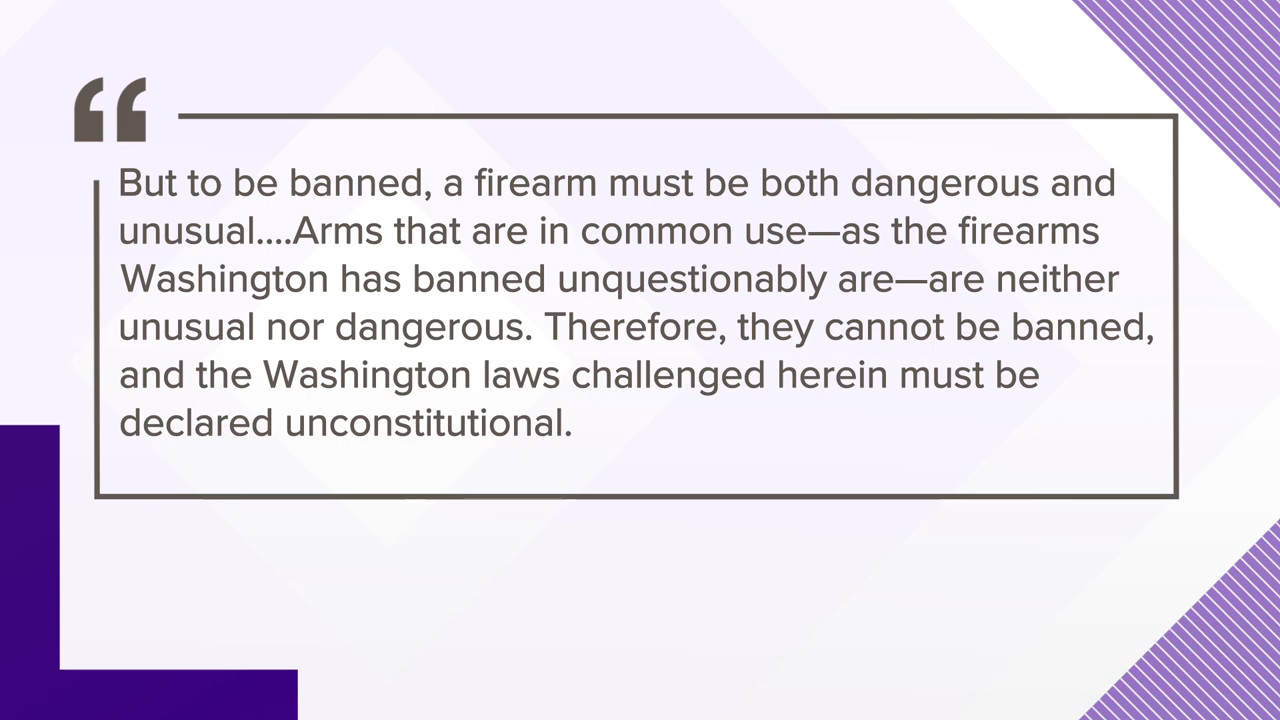 “
But to be banned, a firearm must be both dangerous and
unusual....Arms that are in common use—as the firearms
Washington has banned unquestionably are—are neither
unusual nor dangerous. Therefore, they cannot be banned,
and the Washington laws challenged herein must be
declared unconstitutional.